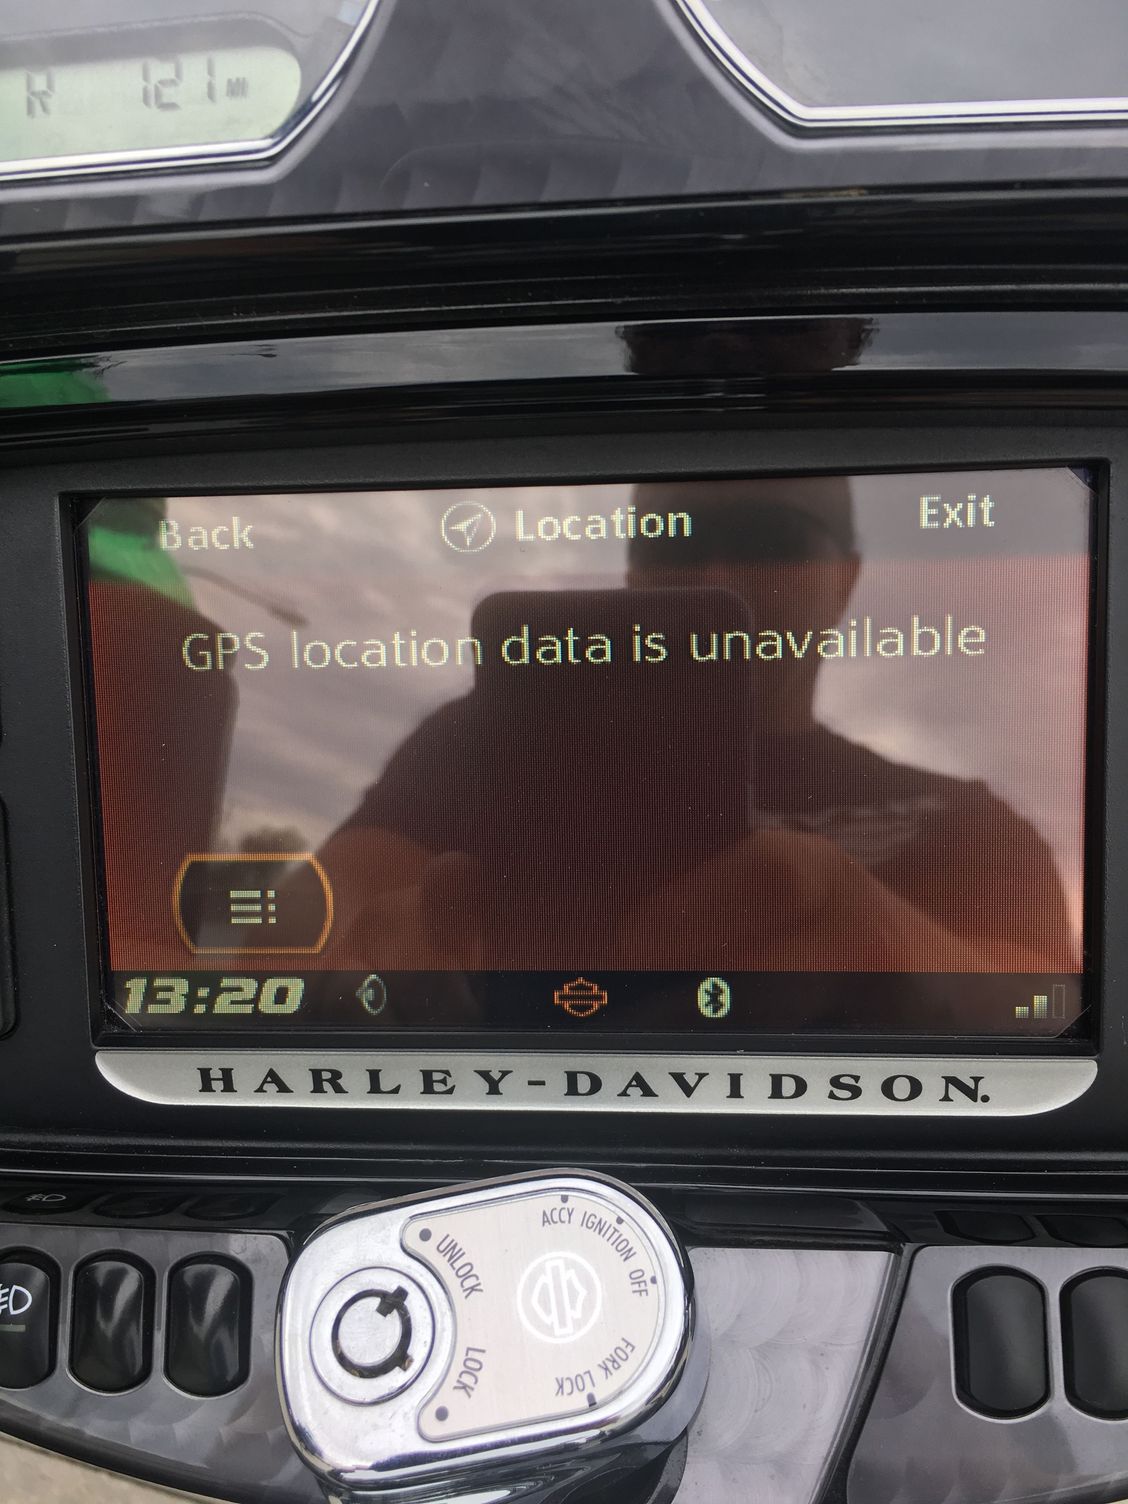 R 121 MI
Back Location Exit
GPS location data is unavailable
13:20
HARLEY-DAVIDSON.
ACCY IGNITION OFF
UNLOCK
LOCK
FORK LOCK